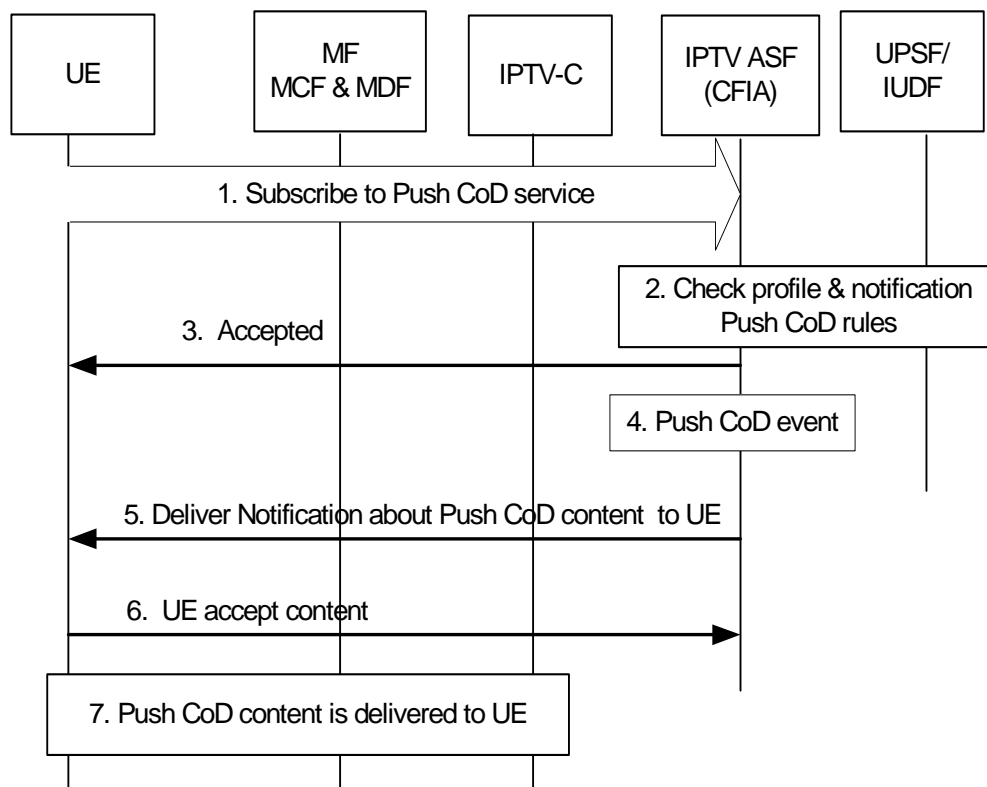 UE
MF
MCF & MDF
IPTV-C
IPTV ASF
(CFIA)
UPSF/
IUDF
1. Subscribe to Push CoD service
2. Check profile & notification
Push CoD rules
3. Accepted
4. Push CoD event
5. Deliver Notification about Push CoD content to UE
6. UE accept content
7. Push CoD content is delivered to UE